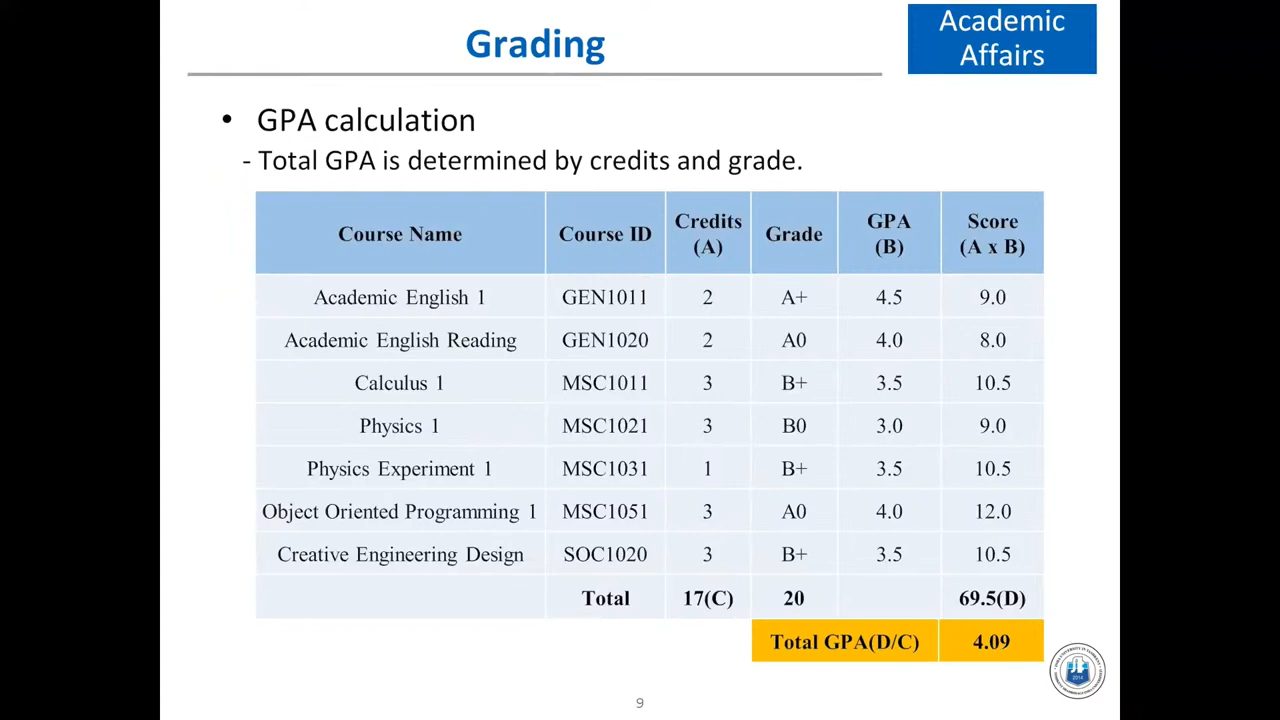 Grading
Academic
Affairs
• GPA calculation
- Total GPA is determined by credits and grade.
Course Name Course ID Credits (A) Grade GPA (B) Score (A x B)
Academic English 1 GEN1011 2 A+ 4.5 9.0
Academic English Reading GEN1020 2 A0 4.0 8.0
Calculus 1 MSC1011 3 B+ 3.5 10.5
Physics 1 MSC1021 3 B0 3.0 9.0
Physics Experiment 1 MSC1031 1 B+ 3.5 10.5
Object Oriented Programming 1 MSC1051 3 A0 4.0 12.0
Creative Engineering Design SOC1020 3 B+ 3.5 10.5
Total 17(C) 20 69.5(D)
Total GPA(D/C) 4.09
9